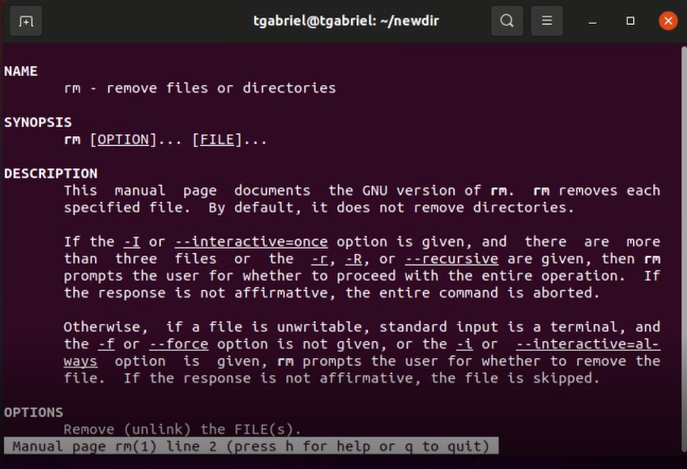 tgabriel@tgabriel: ~/newdir
NAME
rm - remove files or directories
SYNOPSIS
rm [OPTION]... [FILE]...
DESCRIPTION
This manual page documents the GNU version of rm. rm removes each
specified file. By default, it does not remove directories.
If the -I or --interactive=once option is given, and there are more
than three files or the -r, -R, or --recursive are given, then rm
prompts the user for whether to proceed with the entire operation. If
the response is not affirmative, the entire command is aborted.
Otherwise, if a file is unwritable, standard input is a terminal, and
the -f or --force option is not given, or the -i or --interactive=al-
ways option is given, rm prompts the user for whether to remove the
file. If the response is not affirmative, the file is skipped.
OPTIONS
Remove (unlink) the FILE(s).
Manual page rm(1) line 2 (press h for help or q to quit)